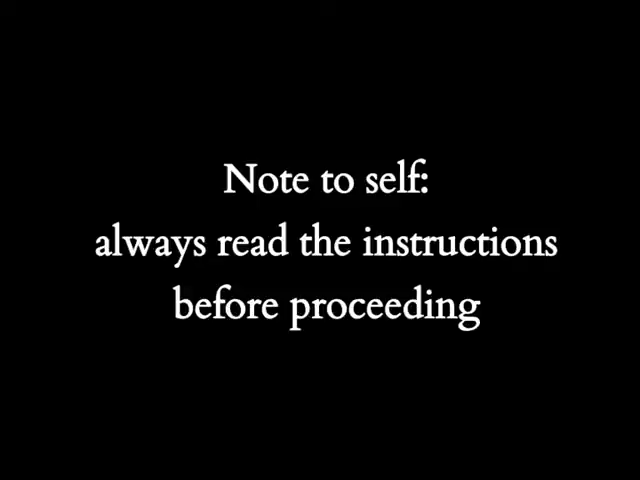 Note to self:
always read the instructions
before proceeding